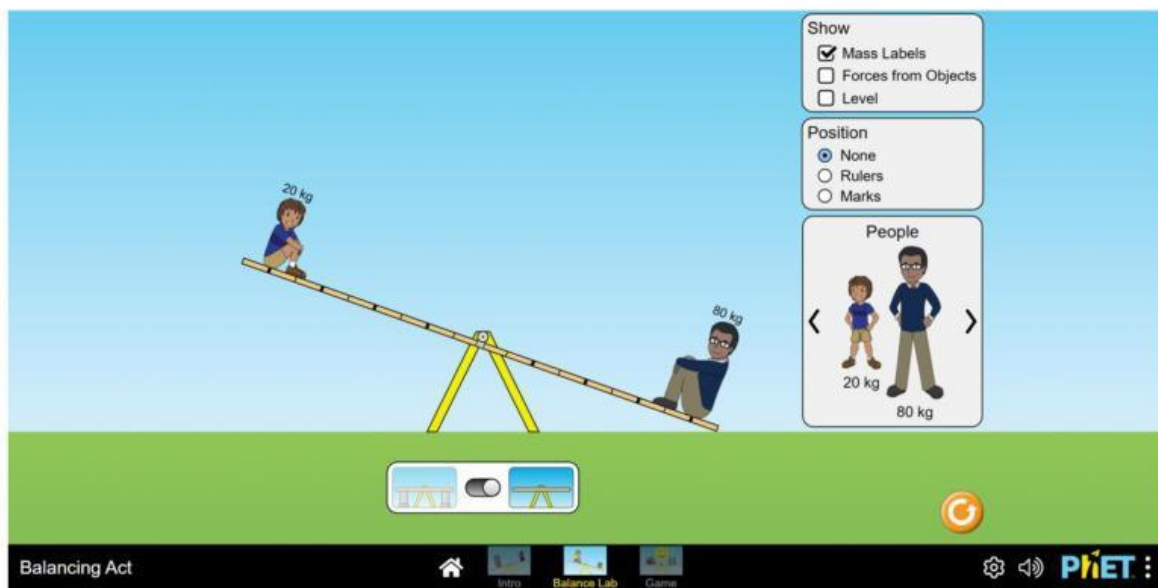 Show
Mass Labels
Forces from Objects
Level
Position
None
Rulers
Marks
People
20 kg
80 kg
20 kg
80 kg
Balancing Act
Intro
Balance Lab
Game
PhET